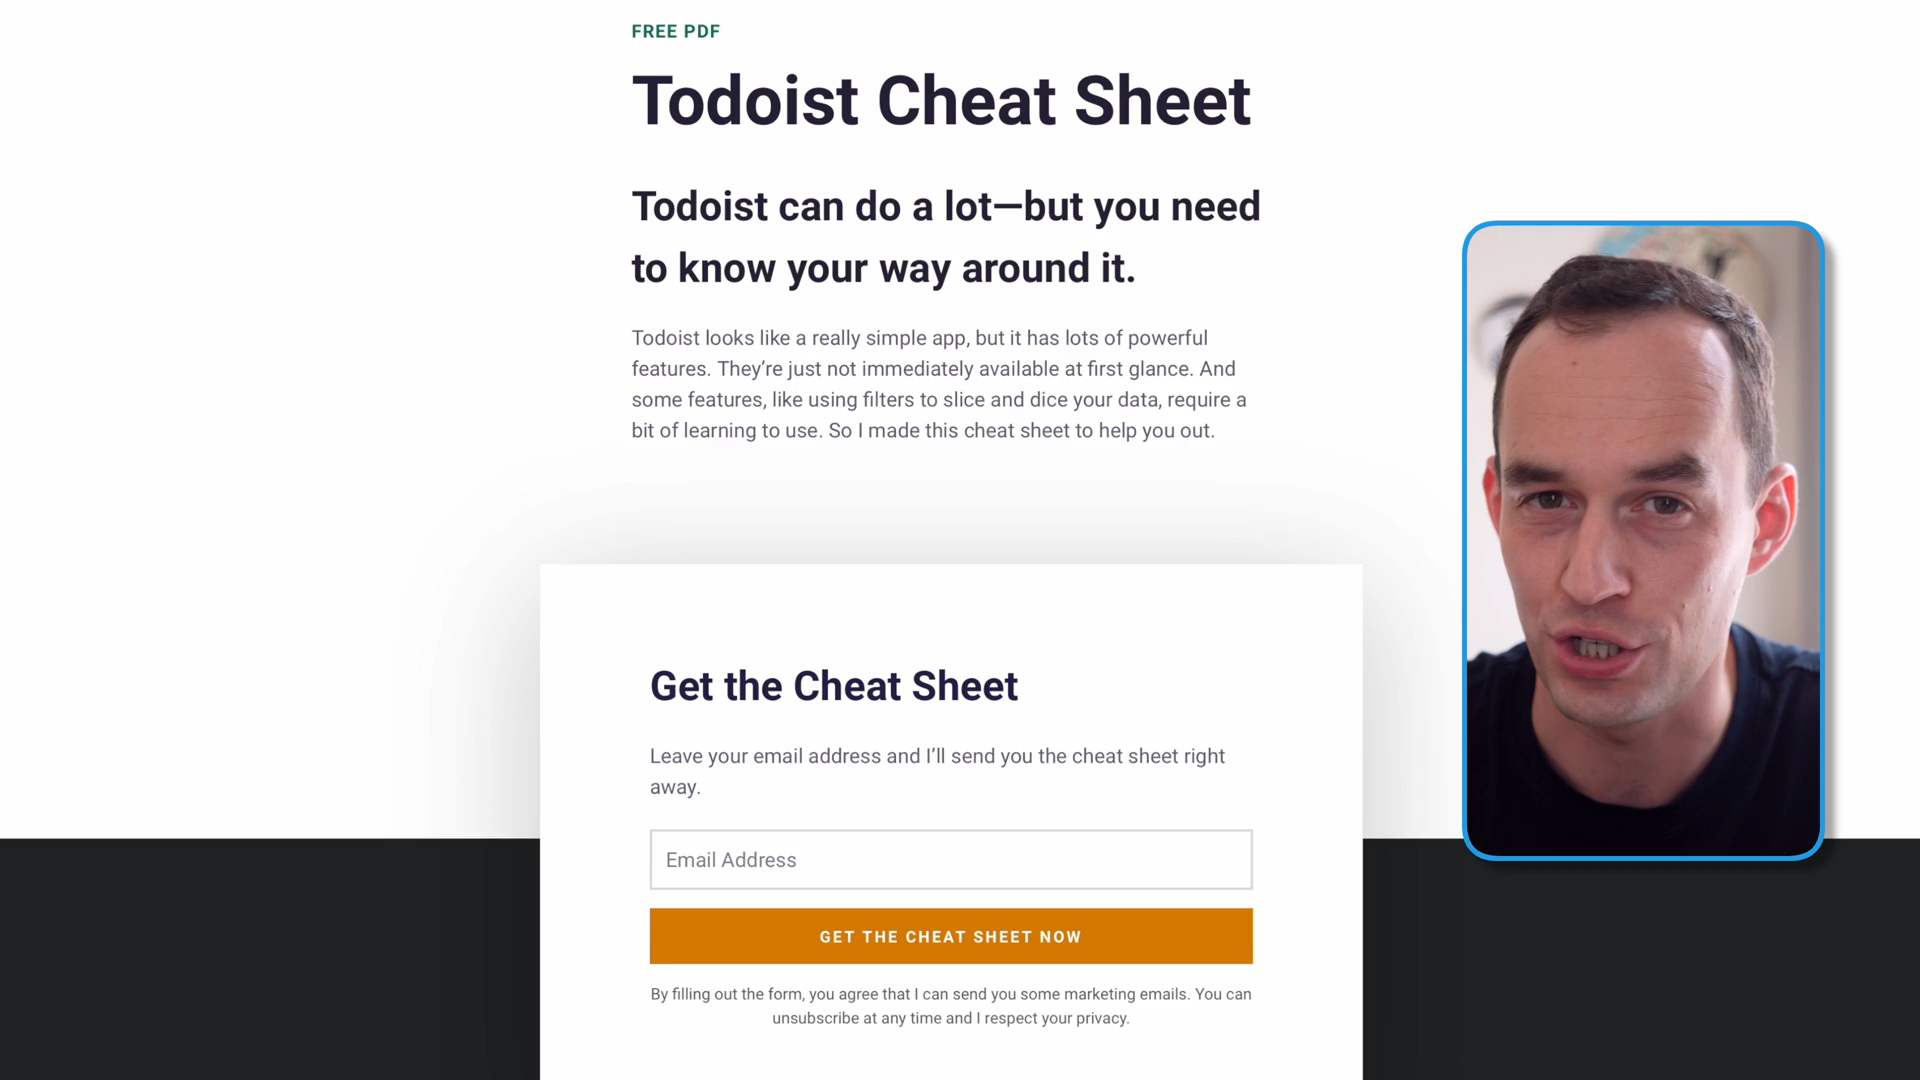 FREE PDF
Todoist Cheat Sheet
Todoist can do a lot—but you need
to know your way around it.
Todoist looks like a really simple app, but it has lots of powerful
features. They’re just not immediately available at first glance. And
some features, like using filters to slice and dice your data, require a
bit of learning to use. So I made this cheat sheet to help you out.
Get the Cheat Sheet
Leave your email address and I’ll send you the cheat sheet right
away.
Email Address
GET THE CHEAT SHEET NOW
By filling out the form, you agree that I can send you some marketing emails. You can
unsubscribe at any time and I respect your privacy.